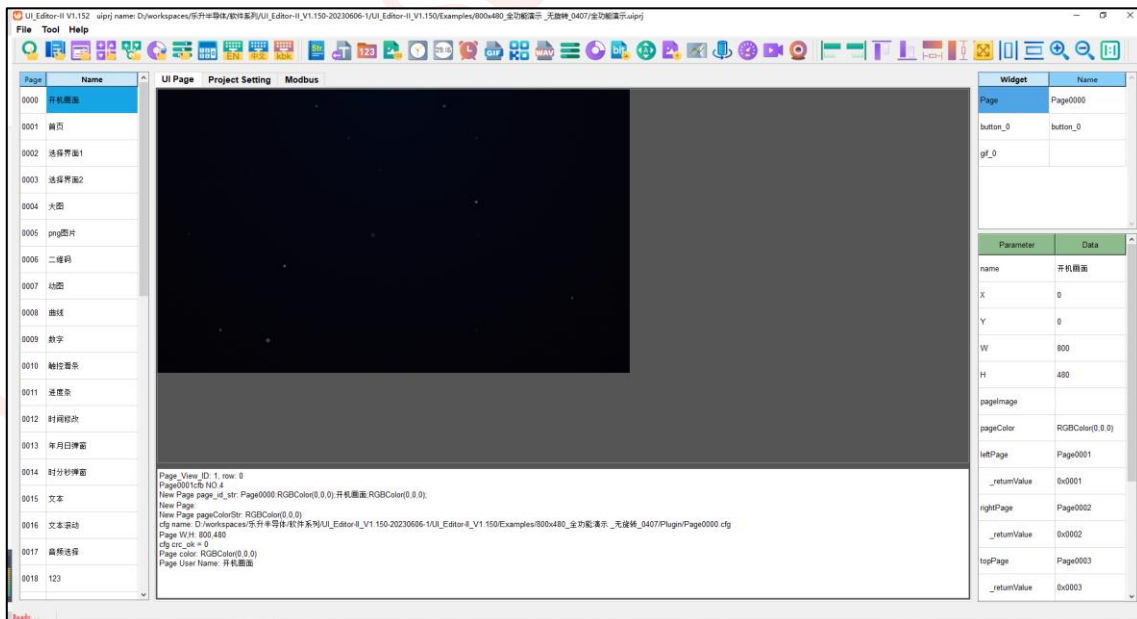 UI_Editor-II V1.152 uiprj name: D:/workspaces/乐升半导体/软件系列/UI_Editor-II_V1.150-20230606-1/UI_Editor-II_V1.150/Examples/800x480_全功能演示 _无旋转_0407/全功能演示.uiprj
File Tool Help
EN 中文 kbk Str T 123 GIF WAV bit
Page Name
0000 开机画面
0001 首页
0002 选择界面1
0003 选择界面2
0004 大图
0005 png图片
0006 二维码
0007 动图
0008 曲线
0009 数字
0010 触控看条
0011 进度条
0012 时间修改
0013 年月日弹窗
0014 时分秒弹窗
0015 文本
0016 文本滚动
0017 音频选择
0018 123
UI Page Project Setting Modbus
Page_View_ID: 1, row: 0
Page0001cfb NO.4
New Page page_id_str: Page0000:RGBColor(0,0,0);开机画面;RGBColor(0,0,0);
New Page:
New Page pageColorStr: RGBColor(0,0,0)
cfg name: D:/workspaces/乐升半导体/软件系列/UI_Editor-II_V1.150-20230606-1/UI_Editor-II_V1.150/Examples/800x480_全功能演示 _无旋转_0407/Plugin/Page0000.cfg
Page W,H: 800,480
cfg crc_ok = 0
Page color: RGBColor(0,0,0)
Page User Name: 开机画面
Widget Name
Page Page0000
button_0 button_0
gif_0
Parameter Data
name 开机画面
X 0
Y 0
W 800
H 480
pageImage
pageColor RGBColor(0,0,0)
leftPage Page0001
_returnValue 0x0001
rightPage Page0002
_returnValue 0x0002
topPage Page0003
_returnValue 0x0003
Ready...